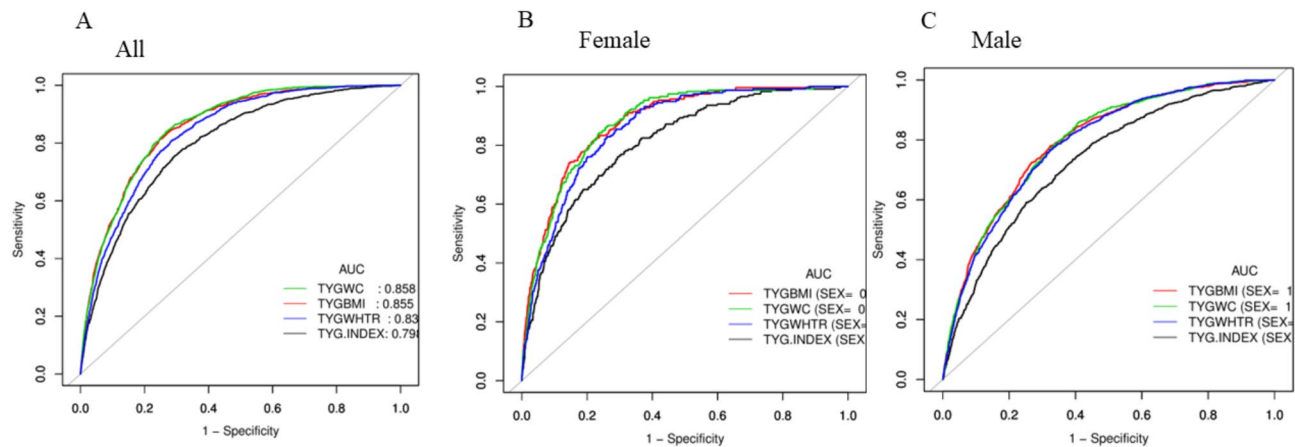 A
All
Sensitivity
1.0
0.8
0.6
0.4
0.2
0.0
AUC
TYGWC : 0.858
TYGBMI : 0.855
TYGWHTR : 0.83
TYG.INDEX: 0.798
0.0 0.2 0.4 0.6 0.8 1.0
1 − Specificity
B
Female
Sensitivity
1.0
0.8
0.6
0.4
0.2
0.0
AUC
TYGBMI (SEX= 0
TYGWC (SEX= 0
TYGWHTR (SEX=
TYG.INDEX (SEX
0.0 0.2 0.4 0.6 0.8 1.0
1 − Specificity
C
Male
Sensitivity
1.0
0.8
0.6
0.4
0.2
0.0
AUC
TYGBMI (SEX= 1
TYGWC (SEX= 1
TYGWHTR (SEX=
TYG.INDEX (SEX
0.0 0.2 0.4 0.6 0.8 1.0
1 − Specificity